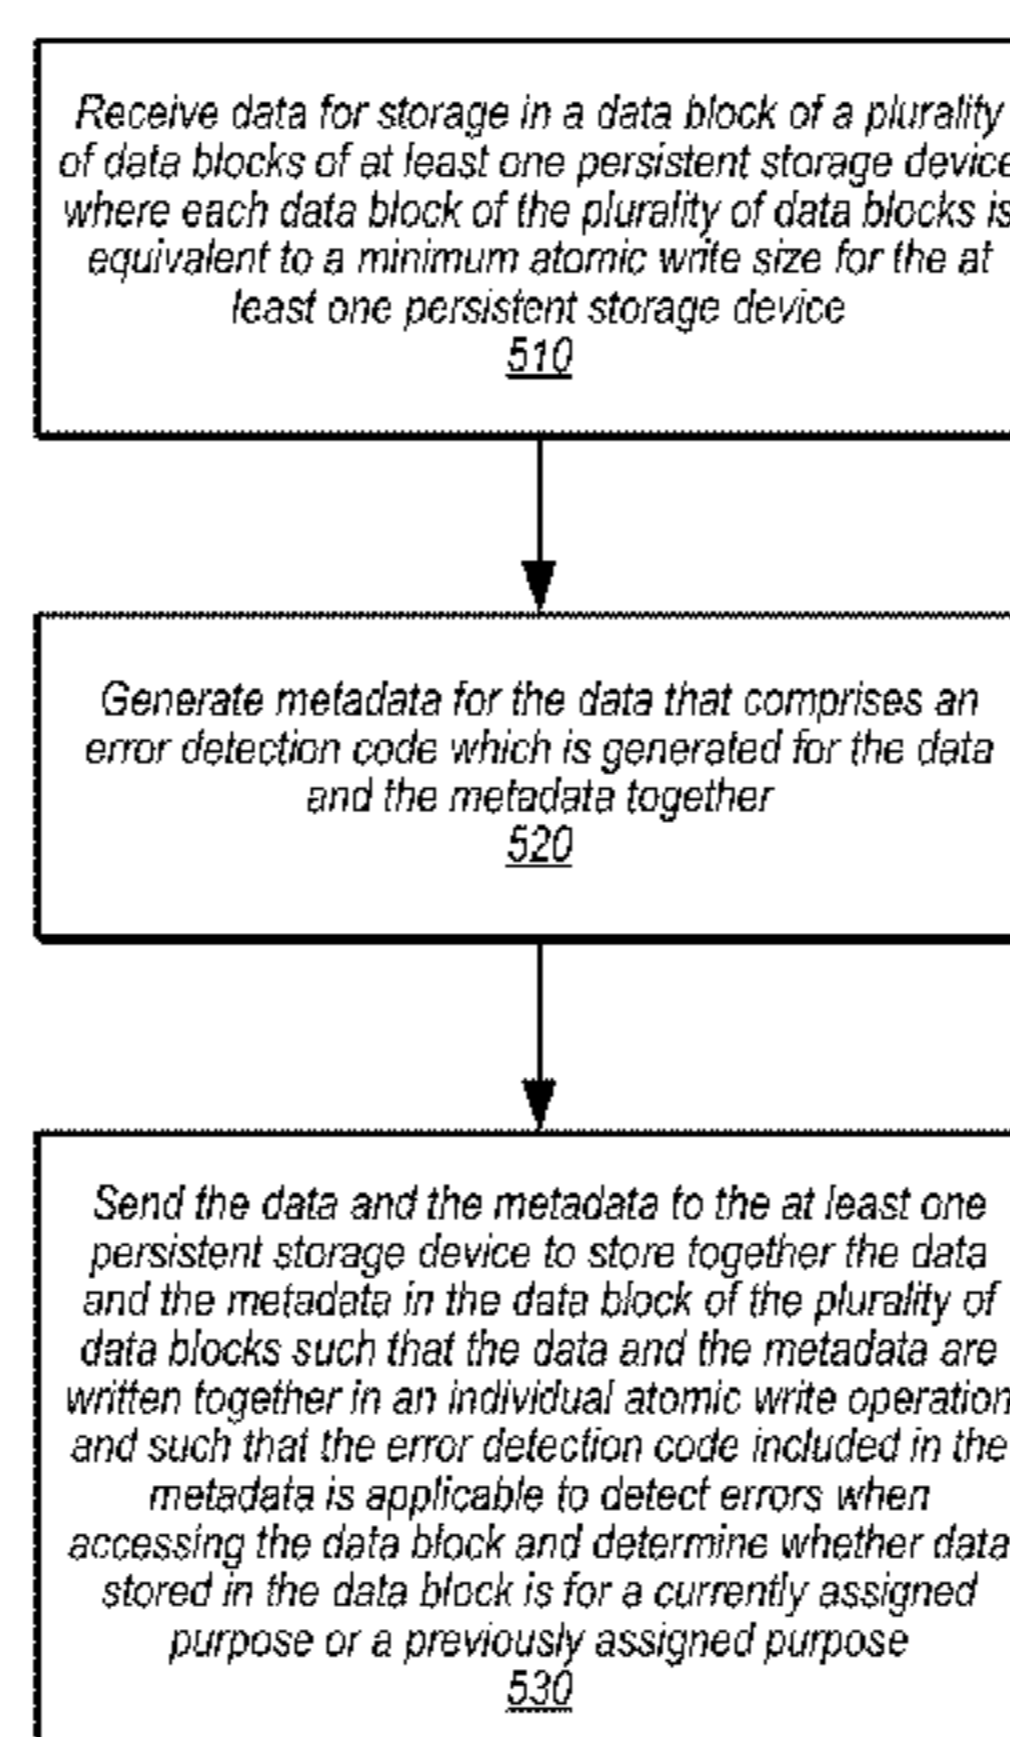 Receive data for storage in a data block of a plurality
of data blocks of at least one persistent storage device
where each data block of the plurality of data blocks is
equivalent to a minimum atomic write size for the at
least one persistent storage device
510
Generate metadata for the data that comprises an
error detection code which is generated for the data
and the metadata together
520
Send the data and the metadata to the at least one
persistent storage device to store together the data
and the metadata in the data block of the plurality of
data blocks such that the data and the metadata are
written together in an individual atomic write operation
and such that the error detection code included in the
metadata is applicable to detect errors when
accessing the data block and determine whether data
stored in the data block is for a currently assigned
purpose or a previously assigned purpose
530